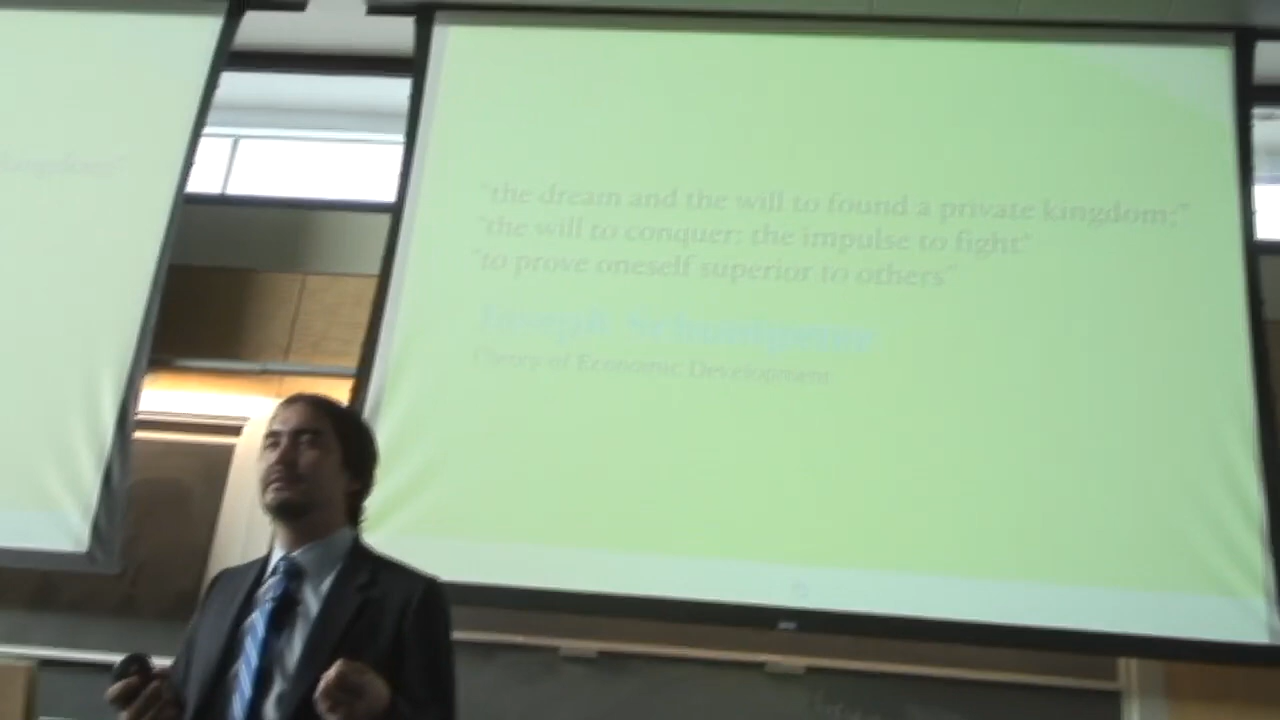 "the dream and the will to found a private kingdom;"
"the will to conquer: the impulse to fight"
"to prove oneself superior to others"
Joseph Schumpeter
Theory of Economic Development